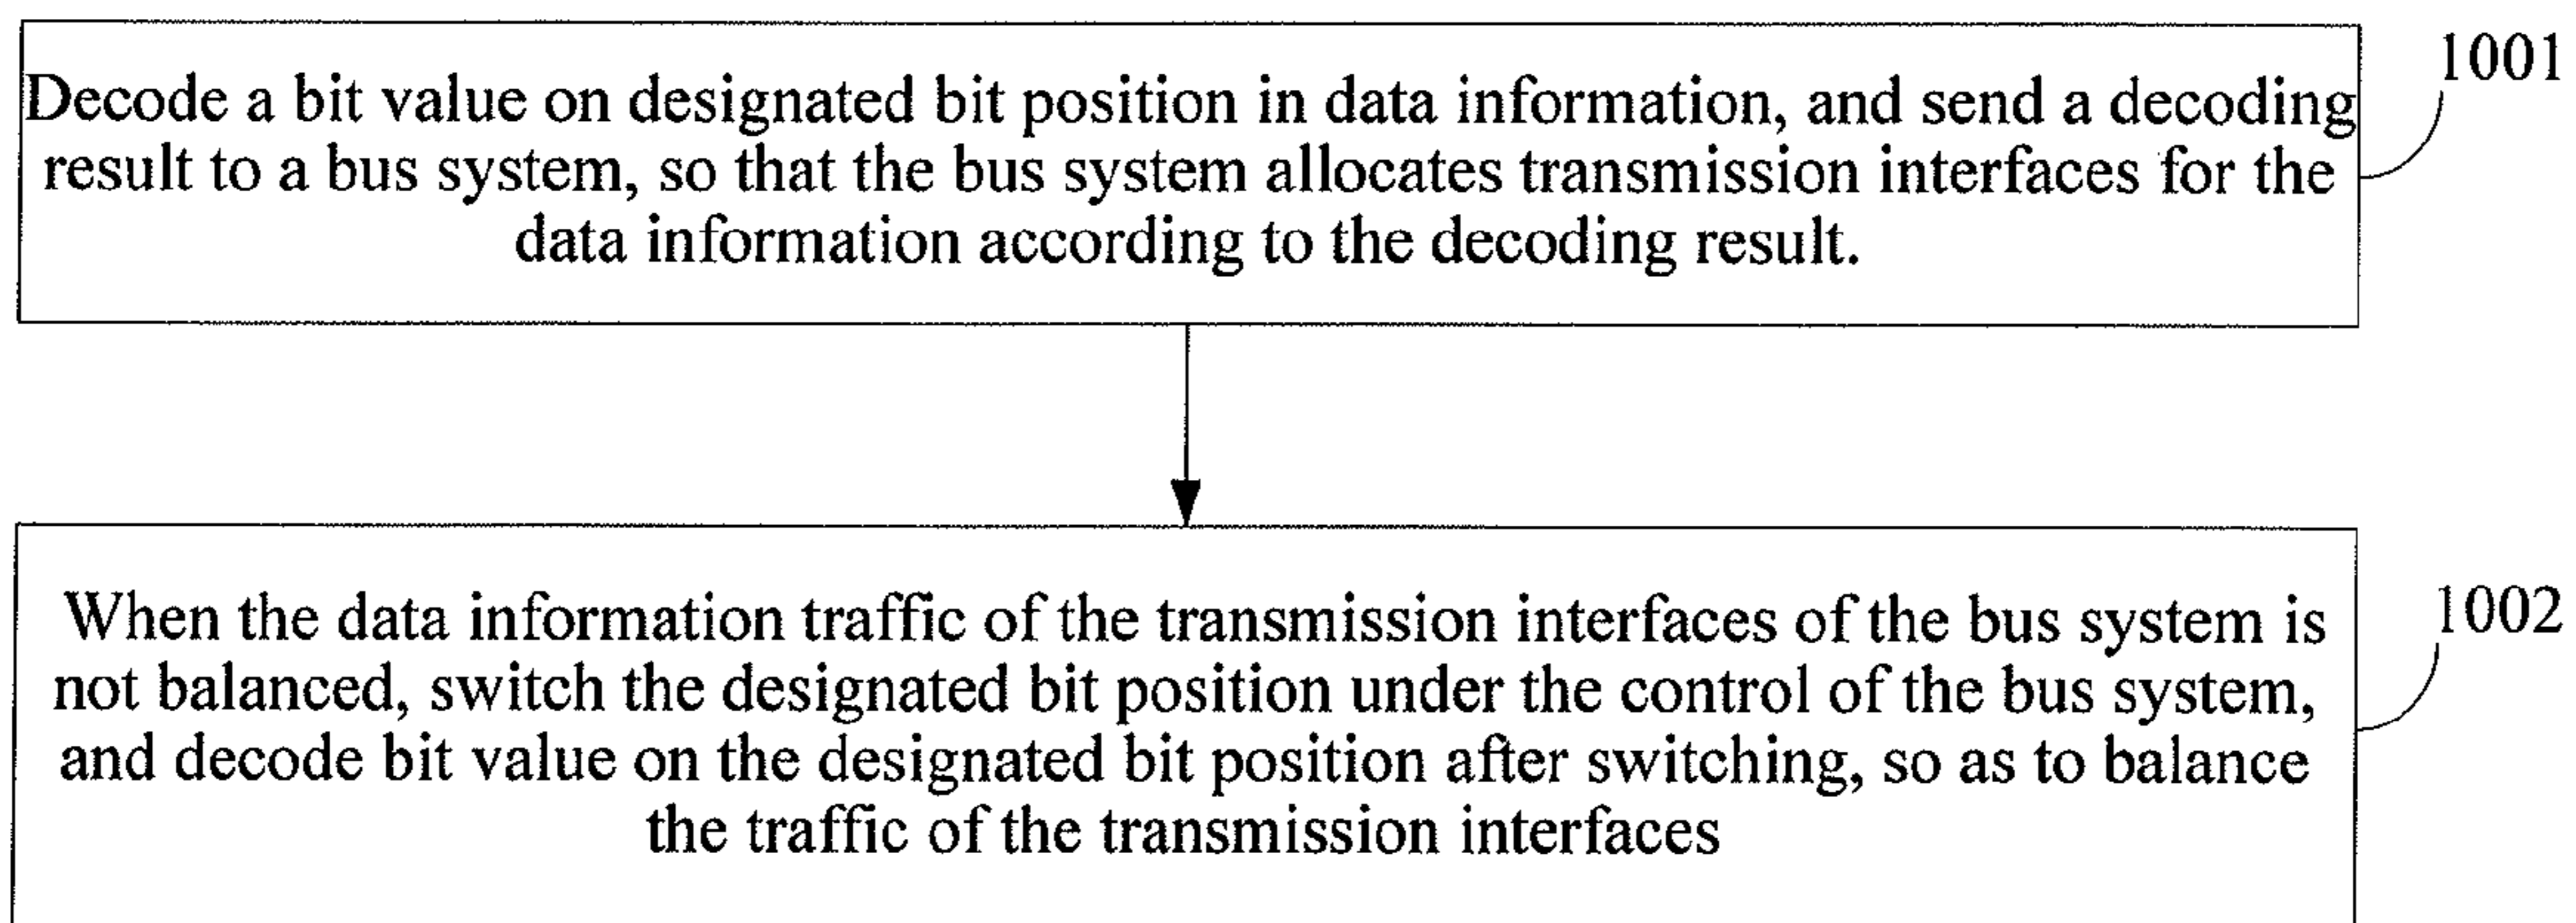 1001
Decode a bit value on designated bit position in data information, and send a decoding
result to a bus system, so that the bus system allocates transmission interfaces for the
data information according to the decoding result.
1002
When the data information traffic of the transmission interfaces of the bus system is
not balanced, switch the designated bit position under the control of the bus system,
and decode bit value on the designated bit position after switching, so as to balance
the traffic of the transmission interfaces